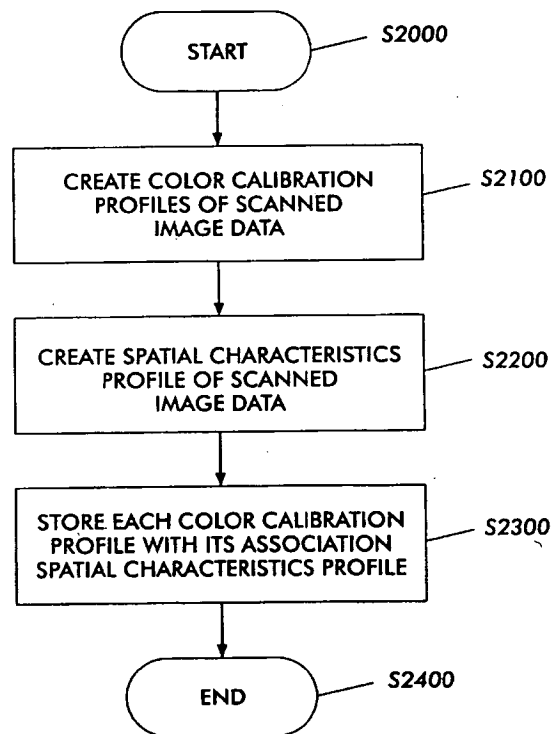 START
S2000
CREATE COLOR CALIBRATION
PROFILES OF SCANNED
IMAGE DATA
S2100
CREATE SPATIAL CHARACTERISTICS
PROFILE OF SCANNED
IMAGE DATA
S2200
STORE EACH COLOR CALIBRATION
PROFILE WITH ITS ASSOCIATION
SPATIAL CHARACTERISTICS PROFILE
S2300
END
S2400